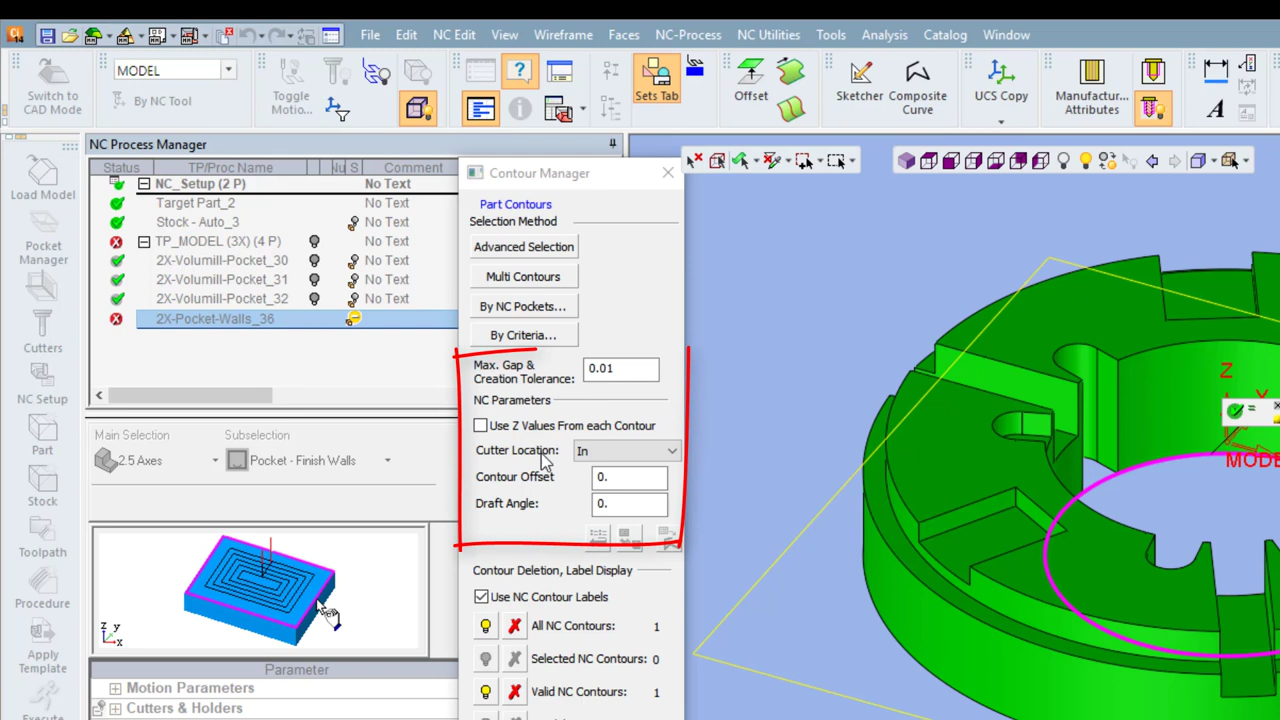 File Edit NC Edit View Wireframe Faces NC-Process NC Utilities Tools Analysis Catalog Window
Switch to
CAD Mode
MODEL
By NC Tool
Toggle
Motion...
Sets Tab
Offset
Sketcher
Composite
Curve
UCS Copy
Manufactur...
Attributes
NC Process Manager
Status TP/Proc Name Nu S Comment
NC_Setup (2 P) No Text
Target Part_2 No Text
Stock - Auto_3 No Text
TP_MODEL (3X) (4 P) No Text
2X-Volumill-Pocket_30 No Text
2X-Volumill-Pocket_31 No Text
2X-Volumill-Pocket_32 No Text
2X-Pocket-Walls_36
Load Model
Pocket
Manager
Cutters
NC Setup
Part
Stock
Toolpath
Procedure
Apply
Template
Execute
Main Selection
2.5 Axes
Subselection
Pocket - Finish Walls
z y
x
Parameter
Motion Parameters
Cutters & Holders
Contour Manager
Part Contours
Selection Method
Advanced Selection
Multi Contours
By NC Pockets...
By Criteria...
Max. Gap &
Creation Tolerance: 0.01
NC Parameters
Use Z Values From each Contour
Cutter Location: In
Contour Offset 0.
Draft Angle: 0.
Contour Deletion, Label Display
Use NC Contour Labels
All NC Contours: 1
Selected NC Contours: 0
Valid NC Contours: 1
Z
=